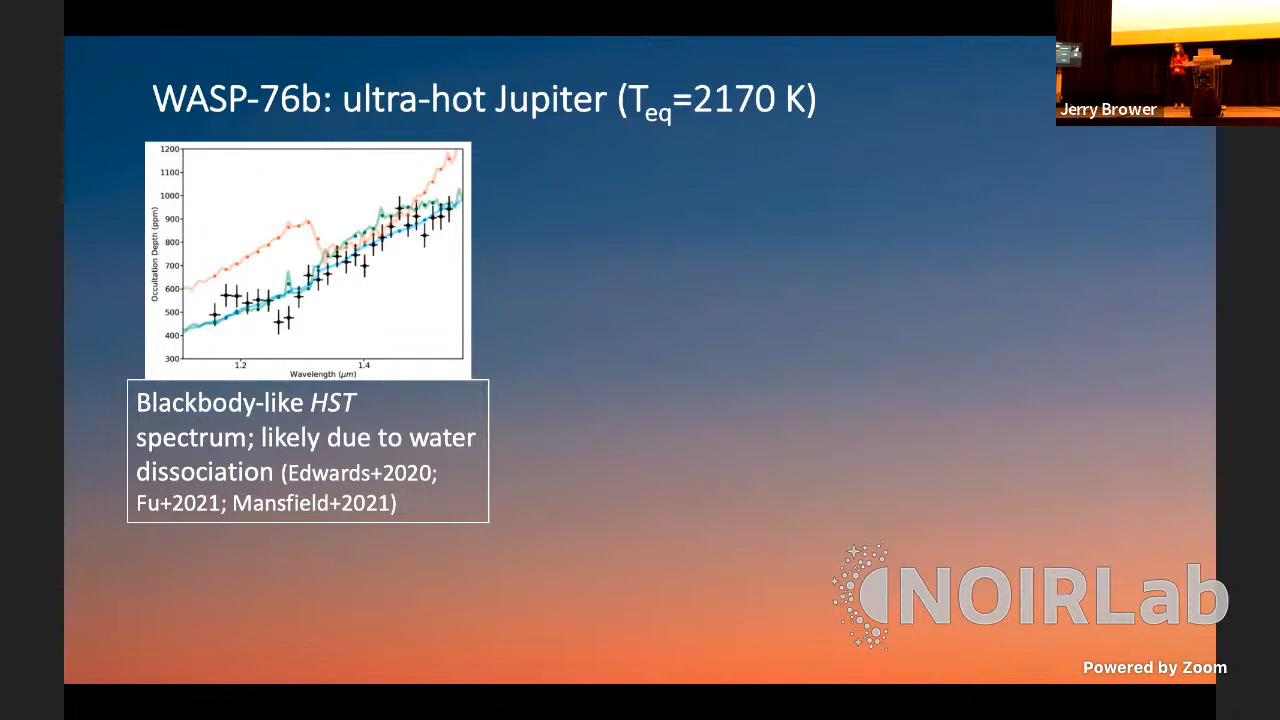 WASP-76b: ultra-hot Jupiter (Teq=2170 K)
Jerry Brower
1200
1100
1000
900
800
700
600
500
400
300
Occultation Depth (ppm)
1.2
1.4
Wavelength (μm)
Blackbody-like HST
spectrum; likely due to water
dissociation (Edwards+2020;
Fu+2021; Mansfield+2021)
NOIRLab
Powered by Zoom